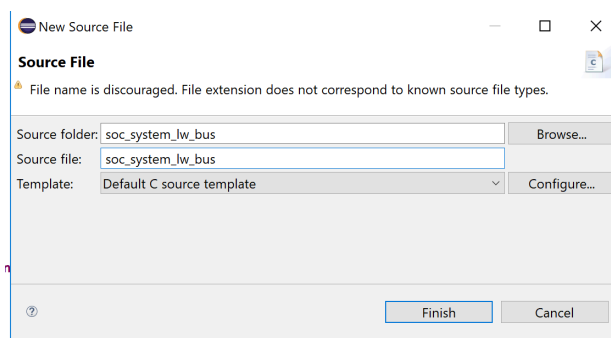 New Source File
Source File
File name is discouraged. File extension does not correspond to known source file types.
Source folder: soc_system_lw_bus Browse...
Source file: soc_system_lw_bus
Template: Default C source template Configure...
Finish Cancel